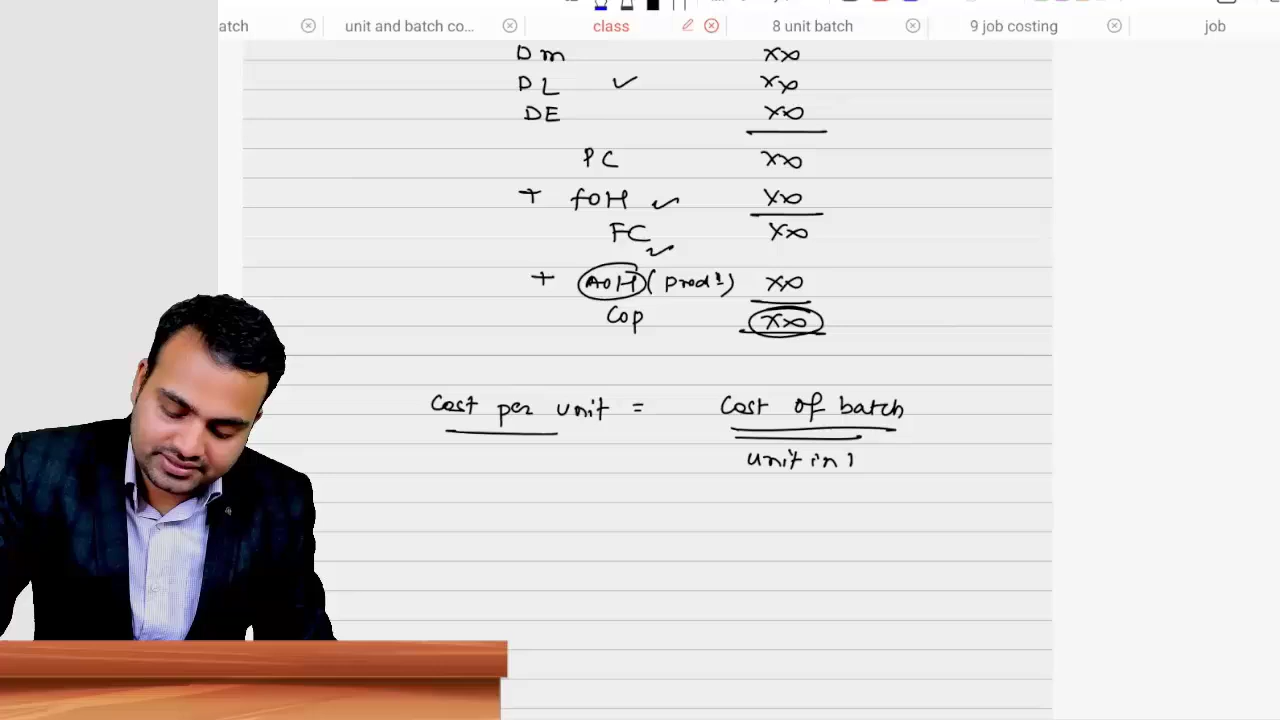 atch unit and batch co... class 8 unit batch 9 job costing job
DM xx
DL ✓ xx
DE xx
PC xx
+ FOH ✓ xx
FC ✓ xx
+ AOH (prodⁿ) xx
COP xx
Cost per unit = Cost of batch
unit in 1